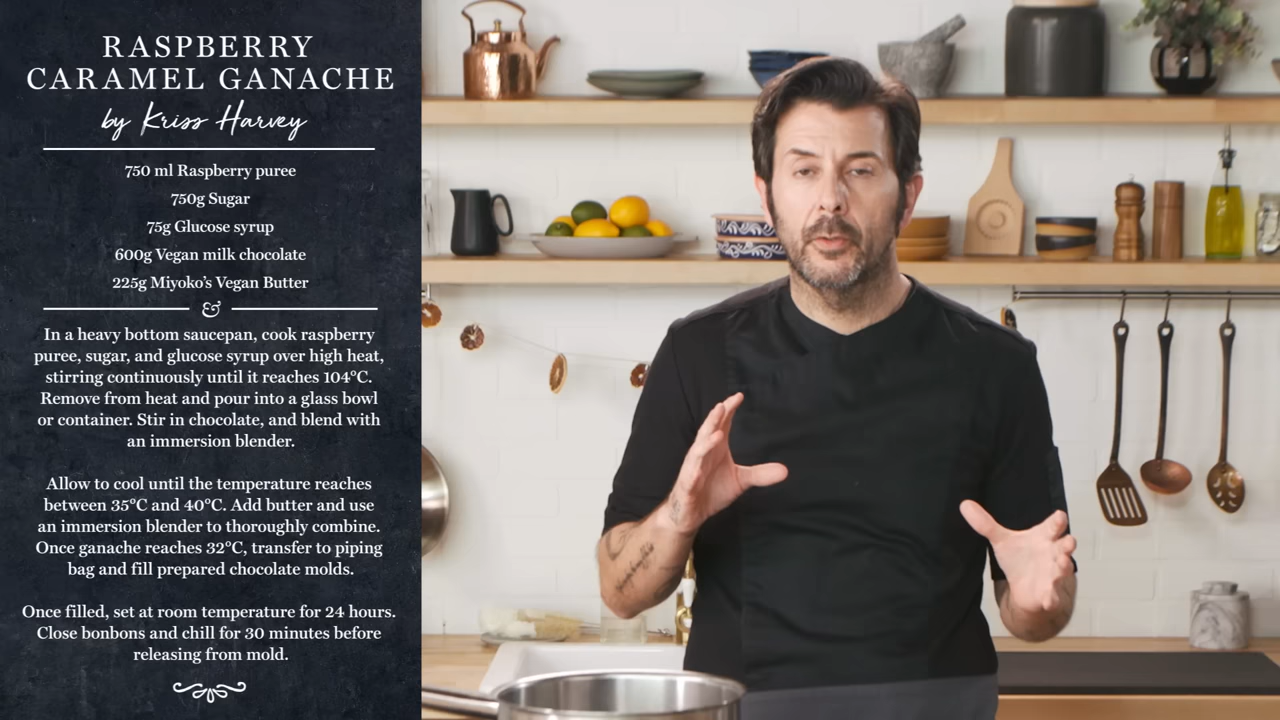 RASPBERRY
CARAMEL GANACHE
by Kriss Harvey
750 ml Raspberry puree
750g Sugar
75g Glucose syrup
600g Vegan milk chocolate
225g Miyoko's Vegan Butter
&
In a heavy bottom saucepan, cook raspberry
puree, sugar, and glucose syrup over high heat,
stirring continuously until it reaches 104°C.
Remove from heat and pour into a glass bowl
or container. Stir in chocolate, and blend with
an immersion blender.
Allow to cool until the temperature reaches
between 35°C and 40°C. Add butter and use
an immersion blender to thoroughly combine.
Once ganache reaches 32°C, transfer to piping
bag and fill prepared chocolate molds.
Once filled, set at room temperature for 24 hours.
Close bonbons and chill for 30 minutes before
releasing from mold.